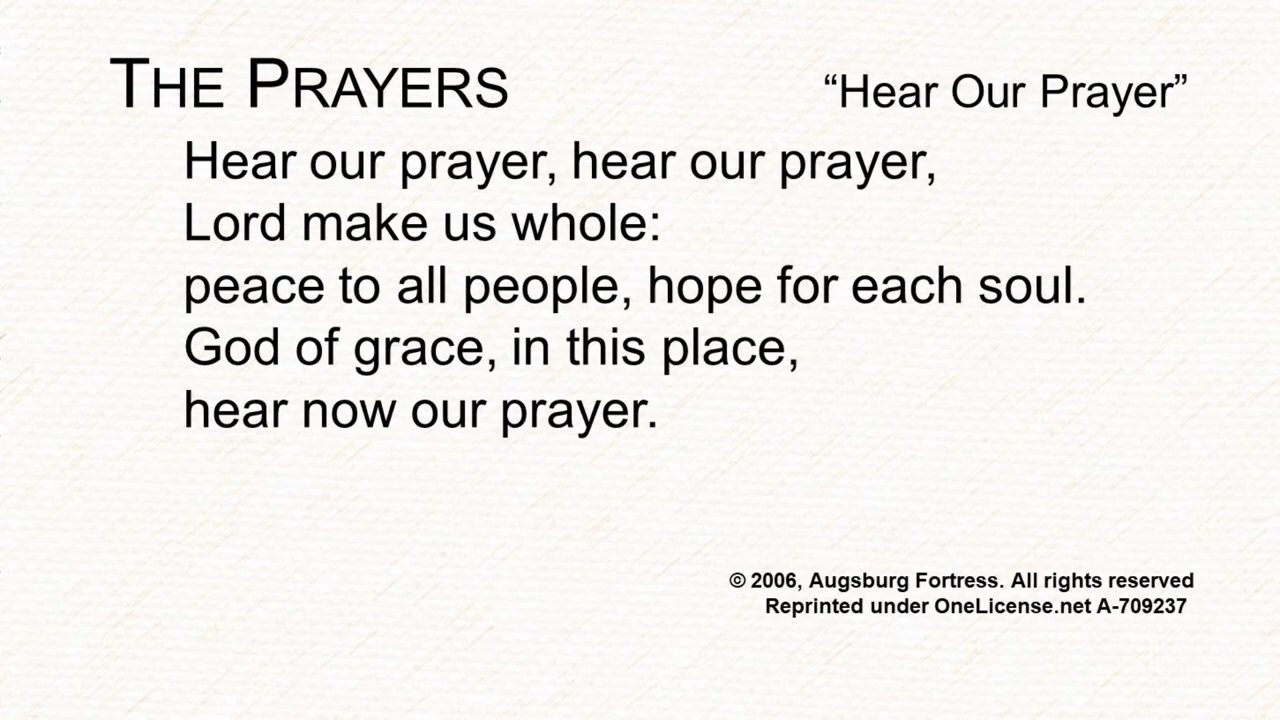 THE PRAYERS “Hear Our Prayer”
Hear our prayer, hear our prayer,
Lord make us whole:
peace to all people, hope for each soul.
God of grace, in this place,
hear now our prayer.
© 2006, Augsburg Fortress. All rights reserved
Reprinted under OneLicense.net A-709237